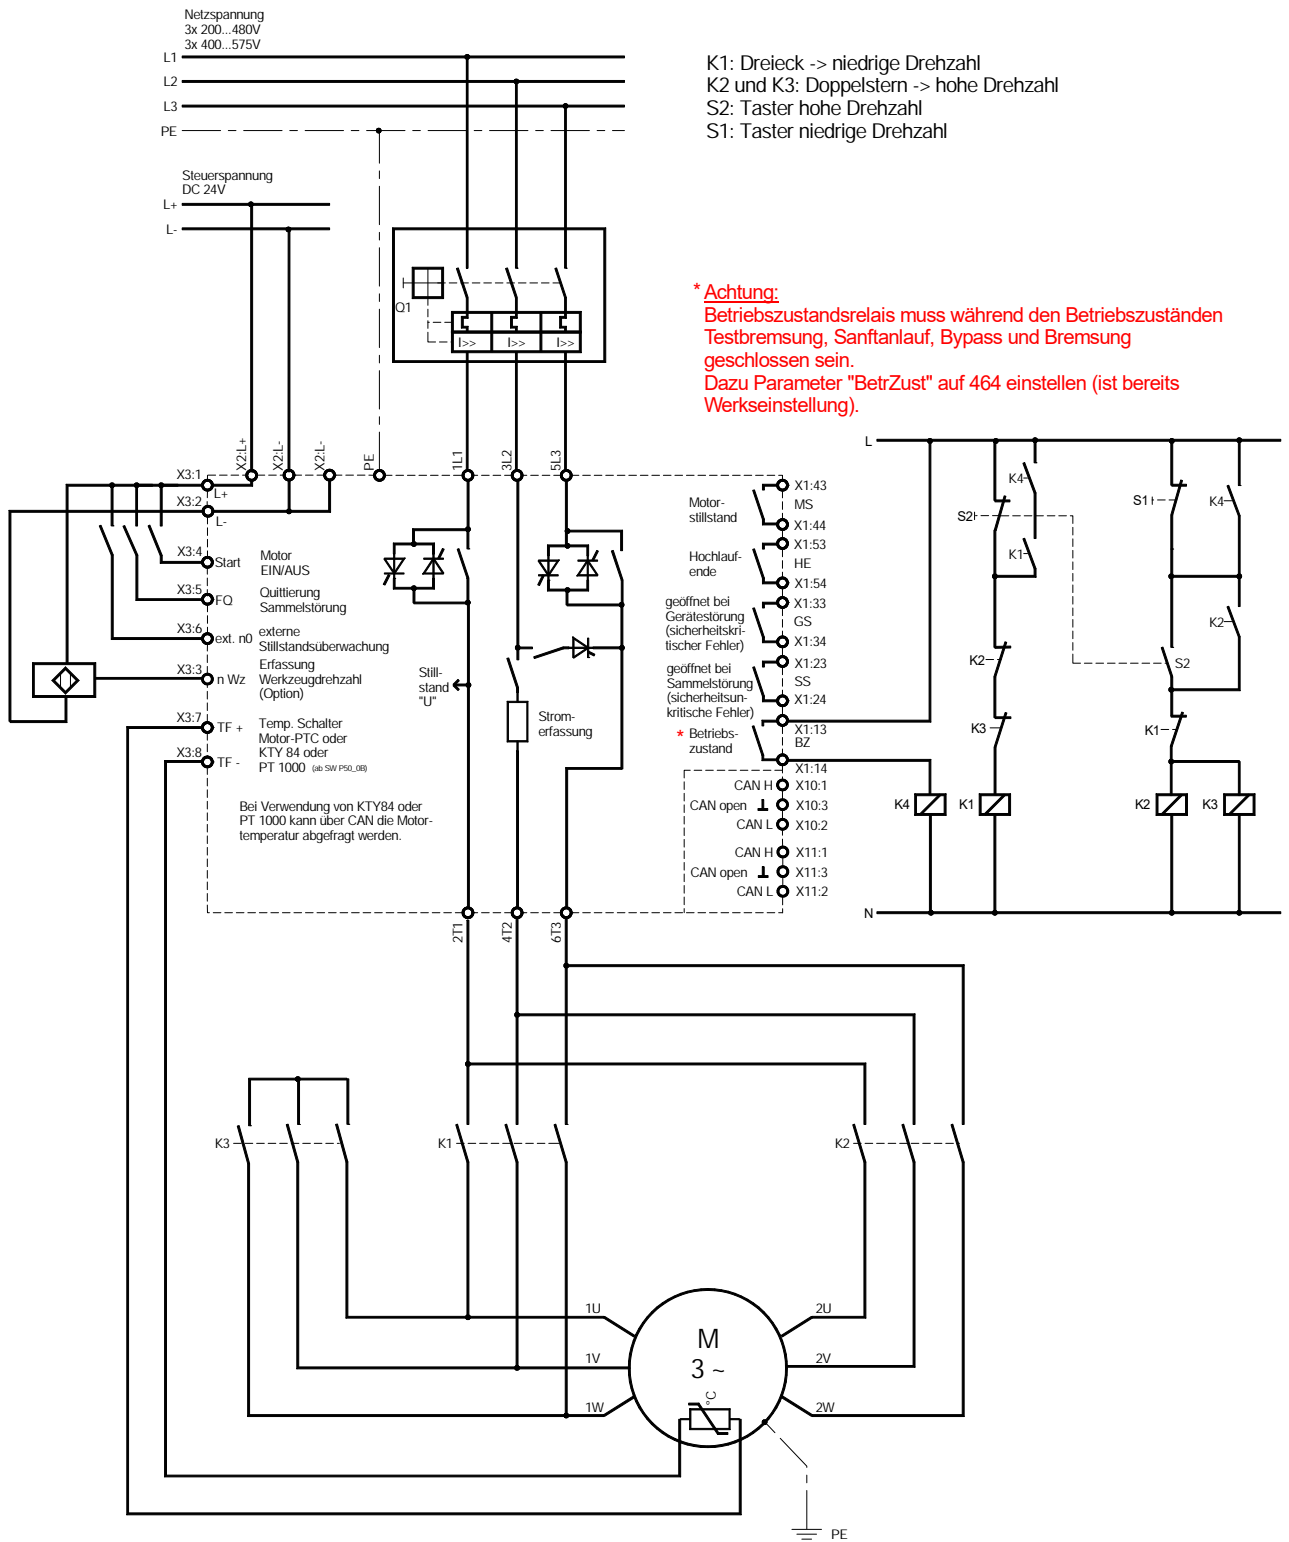 Netzspannung
3x 200...480V
3x 400...575V
L1
L2
L3
PE
K1: Dreieck -> niedrige Drehzahl
K2 und K3: Doppelstern -> hohe Drehzahl
S2: Taster hohe Drehzahl
S1: Taster niedrige Drehzahl
Steuerspannung
DC 24V
L+
L-
Q1
I>> I>> I>>
* Achtung:
Betriebszustandsrelais muss während den Betriebszuständen
Testbremsung, Sanftanlauf, Bypass und Bremsung
geschlossen sein.
Dazu Parameter "BetrZust" auf 464 einstellen (ist bereits
Werkseinstellung).
X2:L+
X2:L-
X2:L-
PE
1L1
3L2
5L3
X3:1
L+
X3:2
L-
X3:4
Start
Motor
EIN/AUS
X3:5
FQ
Quittierung
Sammelstörung
X3:6
ext. n0
externe
Stillstandsüberwachung
X3:3
n Wz
Erfassung
Werkzeugdrehzahl
(Option)
X3:7
TF +
X3:8
TF -
Temp. Schalter
Motor-PTC oder
KTY 84 oder
PT 1000 (ab SW P50_0B)
Bei Verwendung von KTY84 oder
PT 1000 kann über CAN die Motor-
temperatur abgefragt werden.
Still-
stand
"U"
Strom-
erfassung
Motor-
stillstand
X1:43
MS
X1:44
Hochlauf-
ende
X1:53
HE
X1:54
geöffnet bei
Gerätestörung
(sicherheitskri-
tischer Fehler)
X1:33
GS
X1:34
geöffnet bei
Sammelstörung
(sicherheitsun-
kritische Fehler)
X1:23
SS
X1:24
* Betriebs-
zustand
X1:13
BZ
X1:14
CAN H X10:1
CAN open X10:3
CAN L X10:2
CAN H X11:1
CAN open X11:3
CAN L X11:2
L
K4
S2
K1
S1
K4
K2
K2
S2
K3
K1
K4
K1
K2
K3
N
2T1
4T2
6T3
K3
K1
K2
1U
2U
1V
2V
1W
2W
M
3 ~
°C
PE